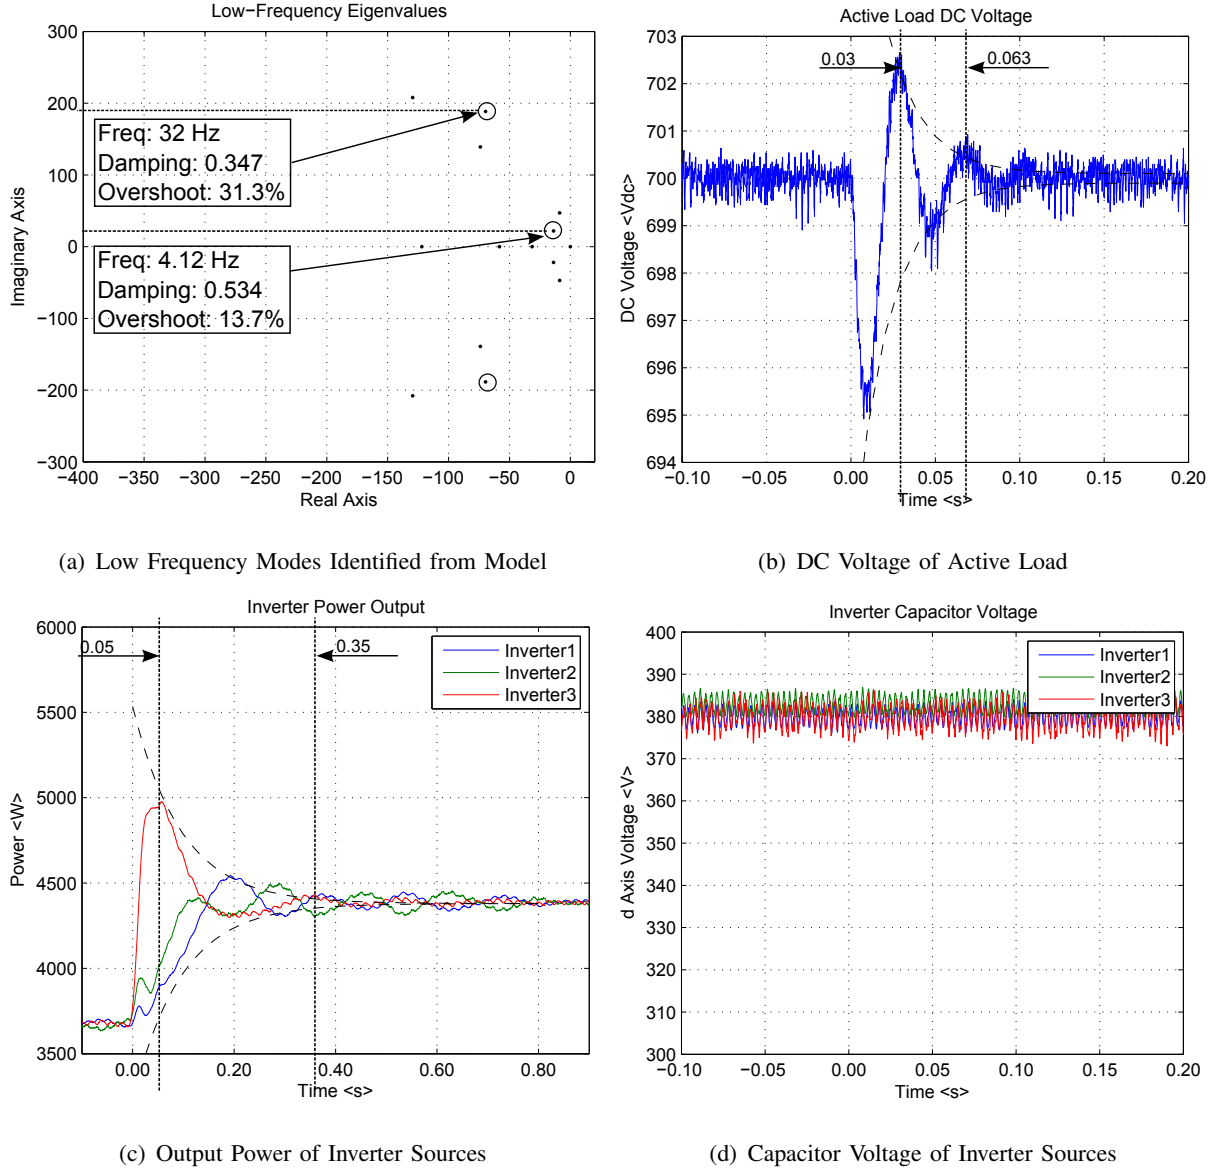 Low−Frequency Eigenvalues
300
200
100
0
−100
−200
−300
Imaginary Axis
Freq: 32 Hz
Damping: 0.347
Overshoot: 31.3%
Freq: 4.12 Hz
Damping: 0.534
Overshoot: 13.7%
−400 −350 −300 −250 −200 −150 −100 −50 0
Real Axis
(a) Low Frequency Modes Identified from Model
Active Load DC Voltage
703
702
701
700
699
698
697
696
695
694
DC Voltage <Vdc>
0.03
0.063
−0.10 −0.05 0.00 0.05 0.10 0.15 0.20
Time <s>
(b) DC Voltage of Active Load
Inverter Power Output
6000
5500
5000
4500
4000
3500
Power <W>
0.05
0.35
Inverter1
Inverter2
Inverter3
0.00 0.20 0.40 0.60 0.80
Time <s>
(c) Output Power of Inverter Sources
Inverter Capacitor Voltage
400
390
380
370
360
350
340
330
320
310
300
d Axis Voltage <V>
Inverter1
Inverter2
Inverter3
−0.10 −0.05 0.00 0.05 0.10 0.15 0.20
Time <s>
(d) Capacitor Voltage of Inverter Sources